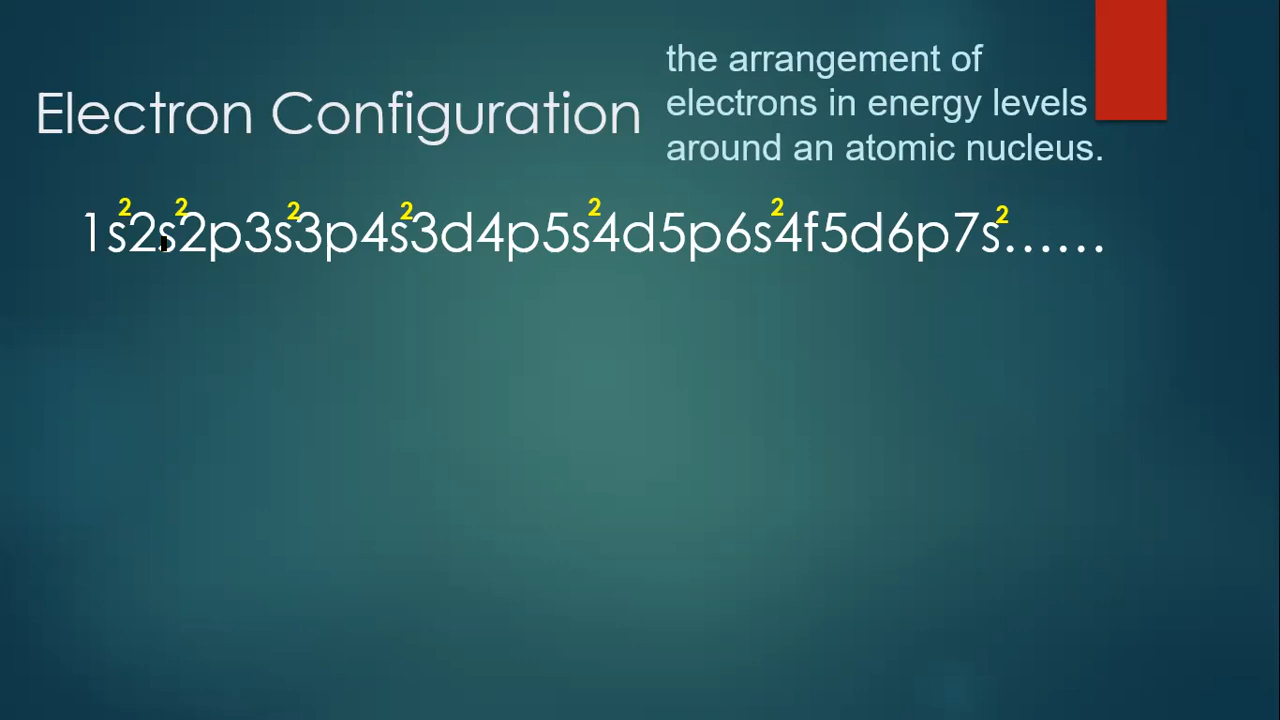 Electron Configuration
the arrangement of
electrons in energy levels
around an atomic nucleus.
1s²2s²2p3s²3p4s²3d4p5s²4d5p6s²4f5d6p7s²......